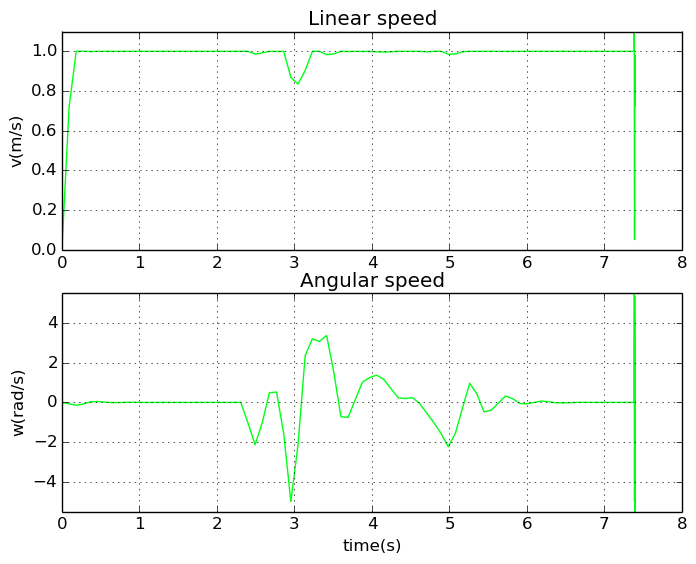 Linear speed
v(m/s)
1.0
0.8
0.6
0.4
0.2
0.0
0 1 2 3 4 5 6 7 8
Angular speed
w(rad/s)
4
2
0
−2
−4
0 1 2 3 4 5 6 7 8
time(s)